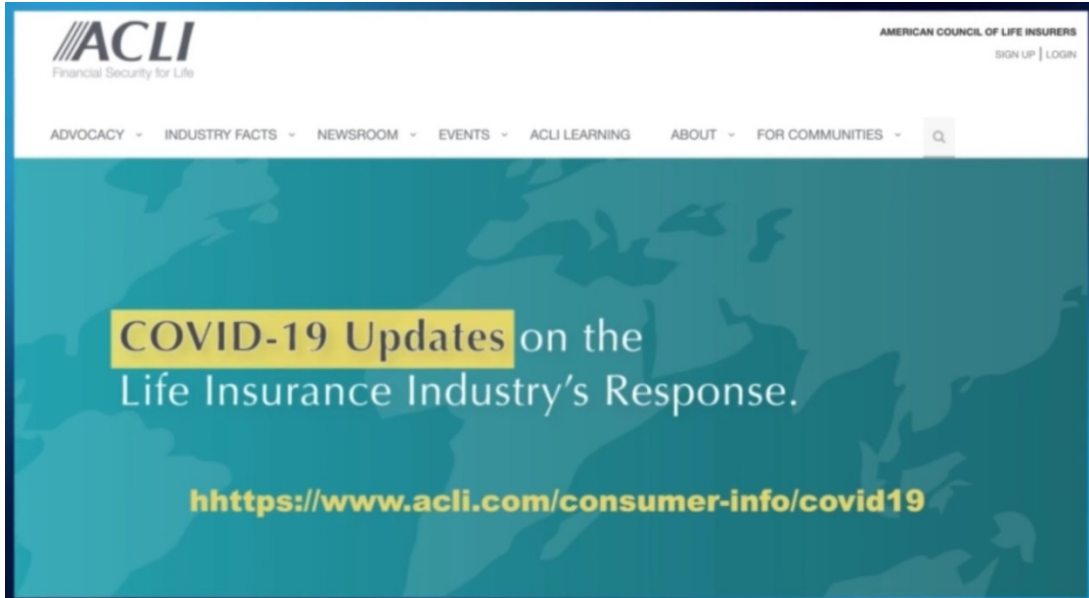 ACLI
Financial Security for Life
AMERICAN COUNCIL OF LIFE INSURERS
SIGN UP | LOGIN
ADVOCACY INDUSTRY FACTS NEWSROOM EVENTS ACLI LEARNING ABOUT FOR COMMUNITIES
COVID-19 Updates on the
Life Insurance Industry's Response.
hhttps://www.acli.com/consumer-info/covid19